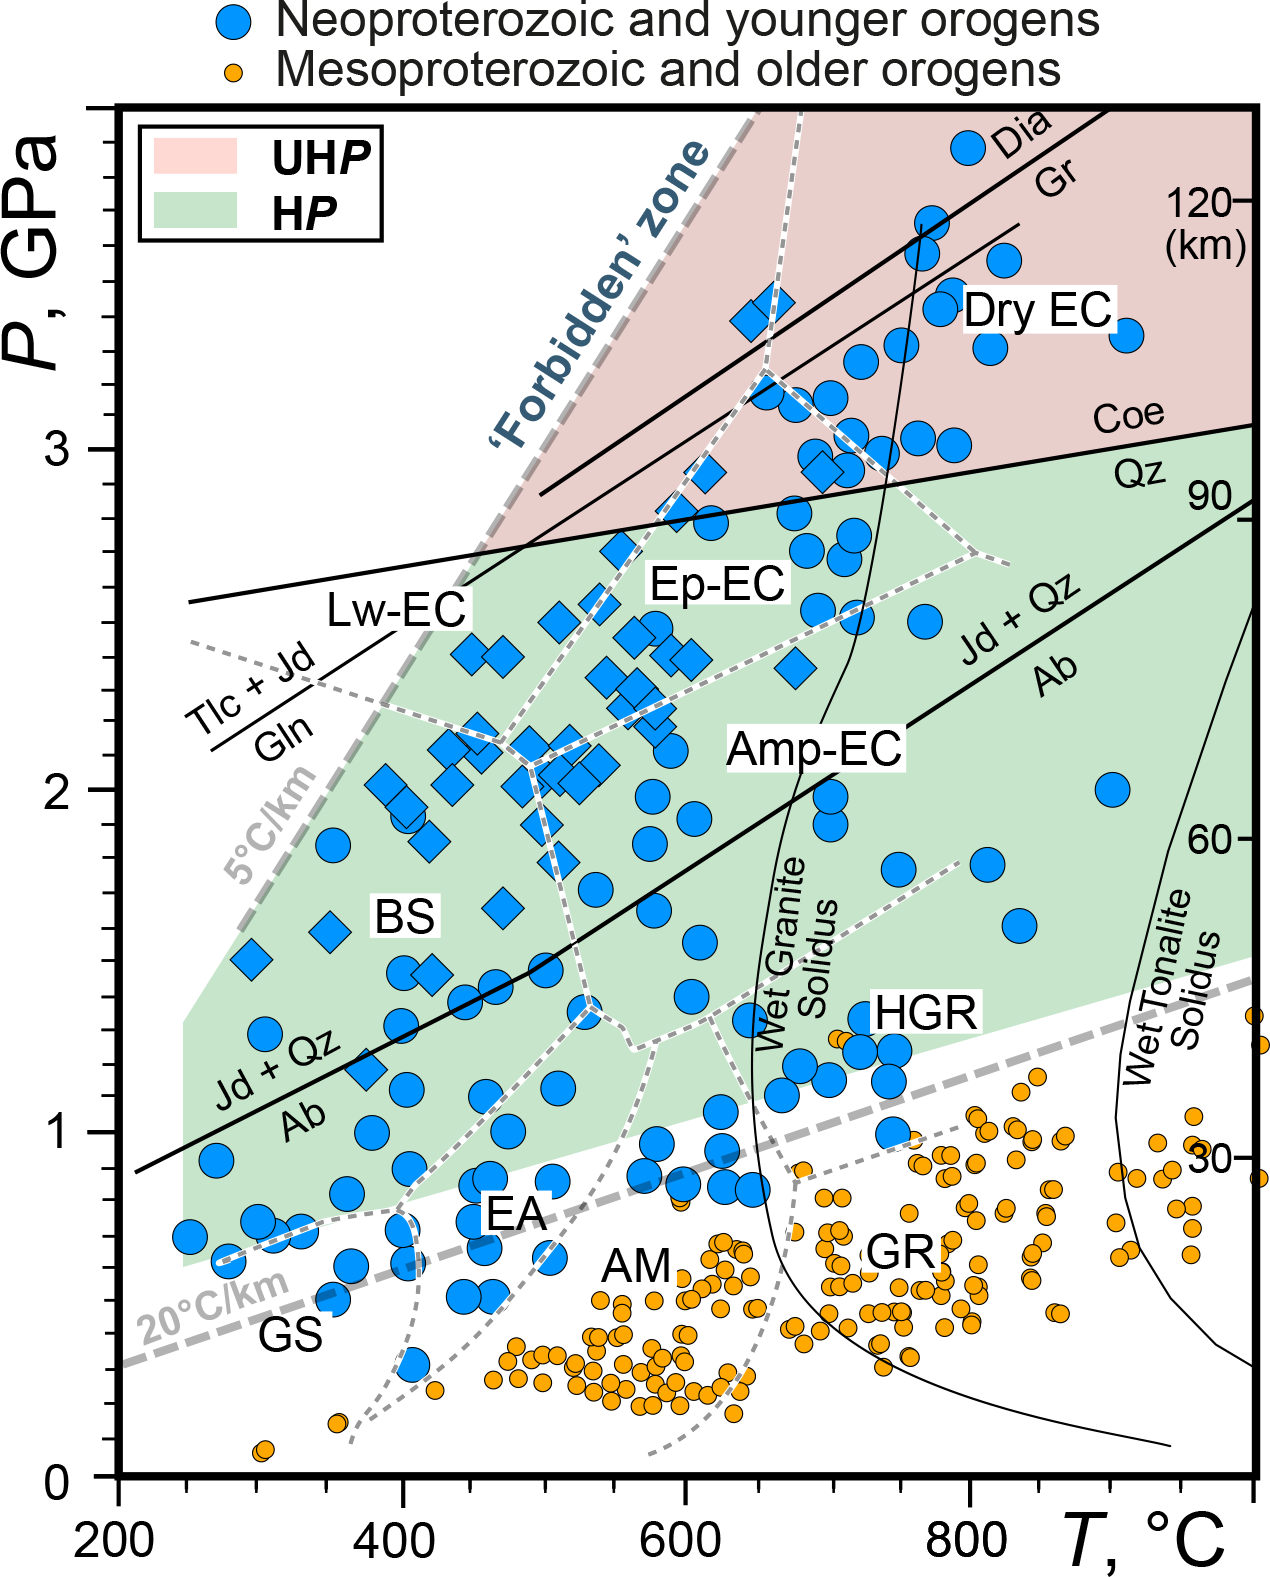 Neoproterozoic and younger orogens
Mesoproterozoic and older orogens
UHP
HP
P, GPa
'Forbidden' zone
Dia
Gr
120
(km)
Dry EC
Coe
Qz
3
90
Ep-EC
Lw-EC
Jd + Qz
Ab
Tlc + Jd
Gln
Amp-EC
5°C/km
2
60
BS
Wet Granite
Solidus
Wet Tonalite
Solidus
HGR
Jd + Qz
Ab
1
30
EA
AM
GR
20°C/km
GS
0
200
400
600
800
T, °C